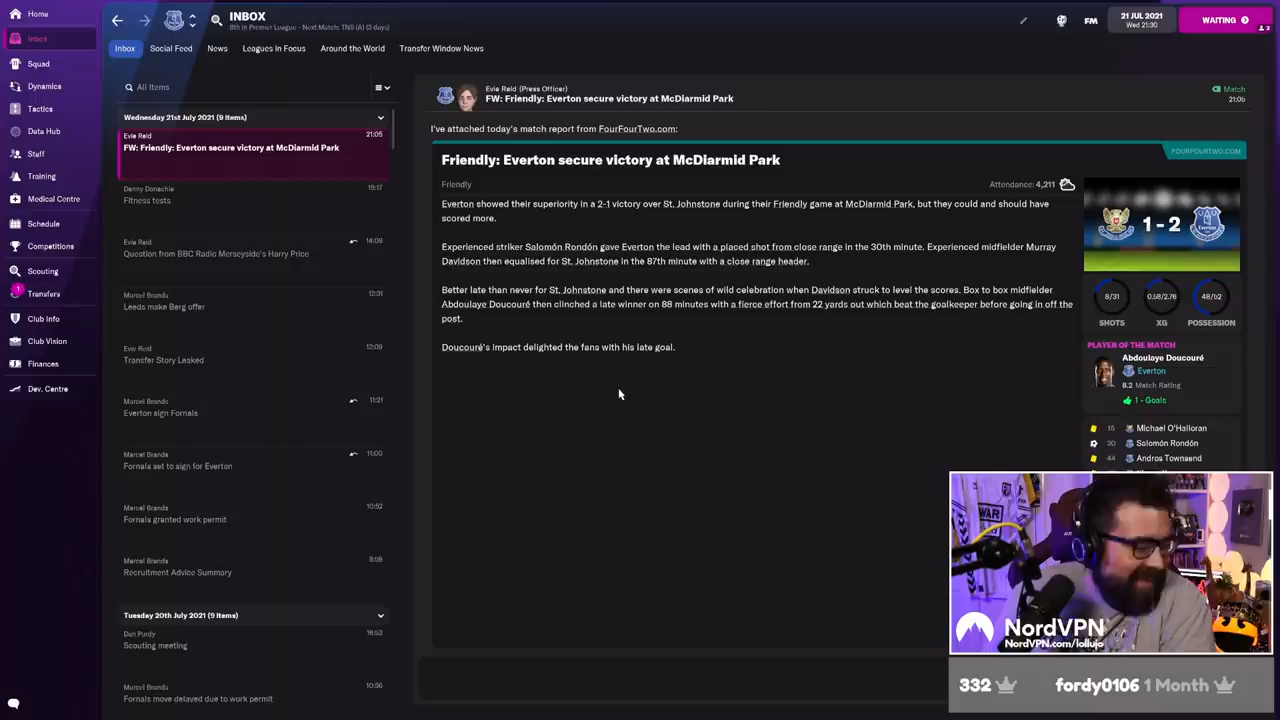 Home
INBOX
8th in Premier League - Next Match: TNS (A) (3 days)
FM
21 JUL 2021
Wed 21:30
WAITING
2
Inbox
Squad
Dynamics
Tactics
Data Hub
Staff
Training
Medical Centre
Schedule
Competitions
Scouting
1
Transfers
Club Info
Club Vision
Finances
Dev. Centre
Inbox
Social Feed
News
Leagues In Focus
Around the World
Transfer Window News
All Items
Wednesday 21st July 2021 (9 Items)
Evie Reid 21:05
FW: Friendly: Everton secure victory at McDiarmid Park
Danny Donachie 19:17
Fitness tests
Evie Reid 14:06
Question from BBC Radio Merseyside's Harry Price
Marcel Brands 12:31
Leeds make Berg offer
Evie Reid 12:09
Transfer Story Leaked
Marcel Brands 11:21
Everton sign Fornals
Marcel Brands 11:00
Fornals set to sign for Everton
Marcel Brands 10:52
Fornals granted work permit
Marcel Brands 8:59
Recruitment Advice Summary
Tuesday 20th July 2021 (9 Items)
Dan Purdy 16:53
Scouting meeting
Marcel Brands 10:56
Fornals move delayed due to work permit
Evie Reid (Press Officer)
FW: Friendly: Everton secure victory at McDiarmid Park
Match
21:05
I've attached today's match report from FourFourTwo.com:
FOURFOURTWO.COM
Friendly: Everton secure victory at McDiarmid Park
Friendly
Attendance: 4,211
Everton showed their superiority in a 2-1 victory over St. Johnstone during their Friendly game at McDiarmid Park, but they could and should have
scored more.
Experienced striker Salomón Rondón gave Everton the lead with a placed shot from close range in the 30th minute. Experienced midfielder Murray
Davidson then equalised for St. Johnstone in the 87th minute with a close range header.
Better late than never for St. Johnstone and there were scenes of wild celebration when Davidson struck to level the scores. Box to box midfielder
Abdoulaye Doucouré then clinched a late winner on 88 minutes with a fierce effort from 22 yards out which beat the goalkeeper before going in off the
post.
Doucouré's impact delighted the fans with his late goal.
1 - 2
Everton
8/31
0.68/2.76
48/52
SHOTS
XG
POSSESSION
PLAYER OF THE MATCH
Abdoulaye Doucouré
Everton
8.2 Match Rating
1 - Goals
15 Michael O'Halloran
30 Salomón Rondón
44 Andros Townsend
WAR
NordVPN
NordVPN.com/lollujo
332
fordy0106 1 Month